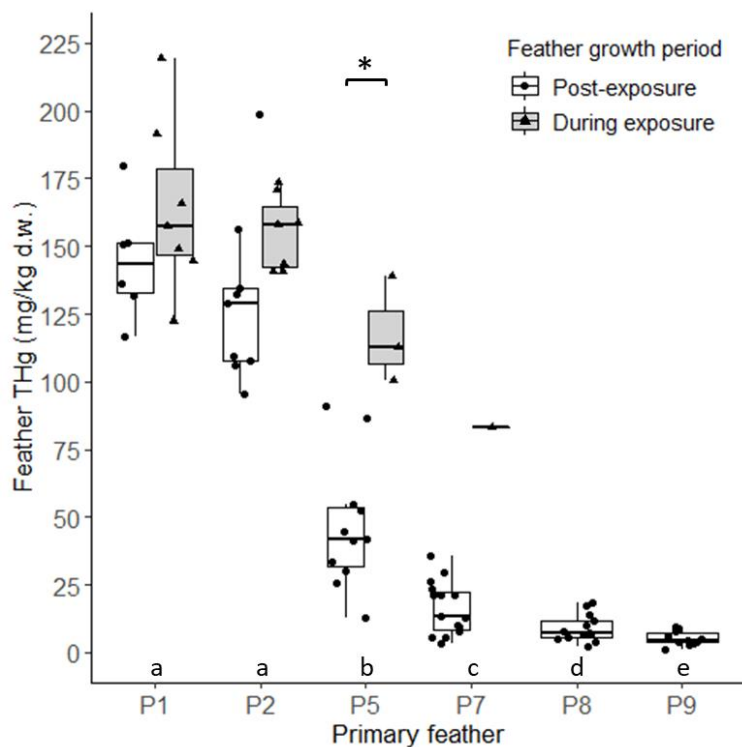 Feather growth period
Post-exposure
During exposure
*
Feather THg (mg/kg d.w.)
225
200
175
150
125
100
75
50
25
0
a a b c d e
P1 P2 P5 P7 P8 P9
Primary feather